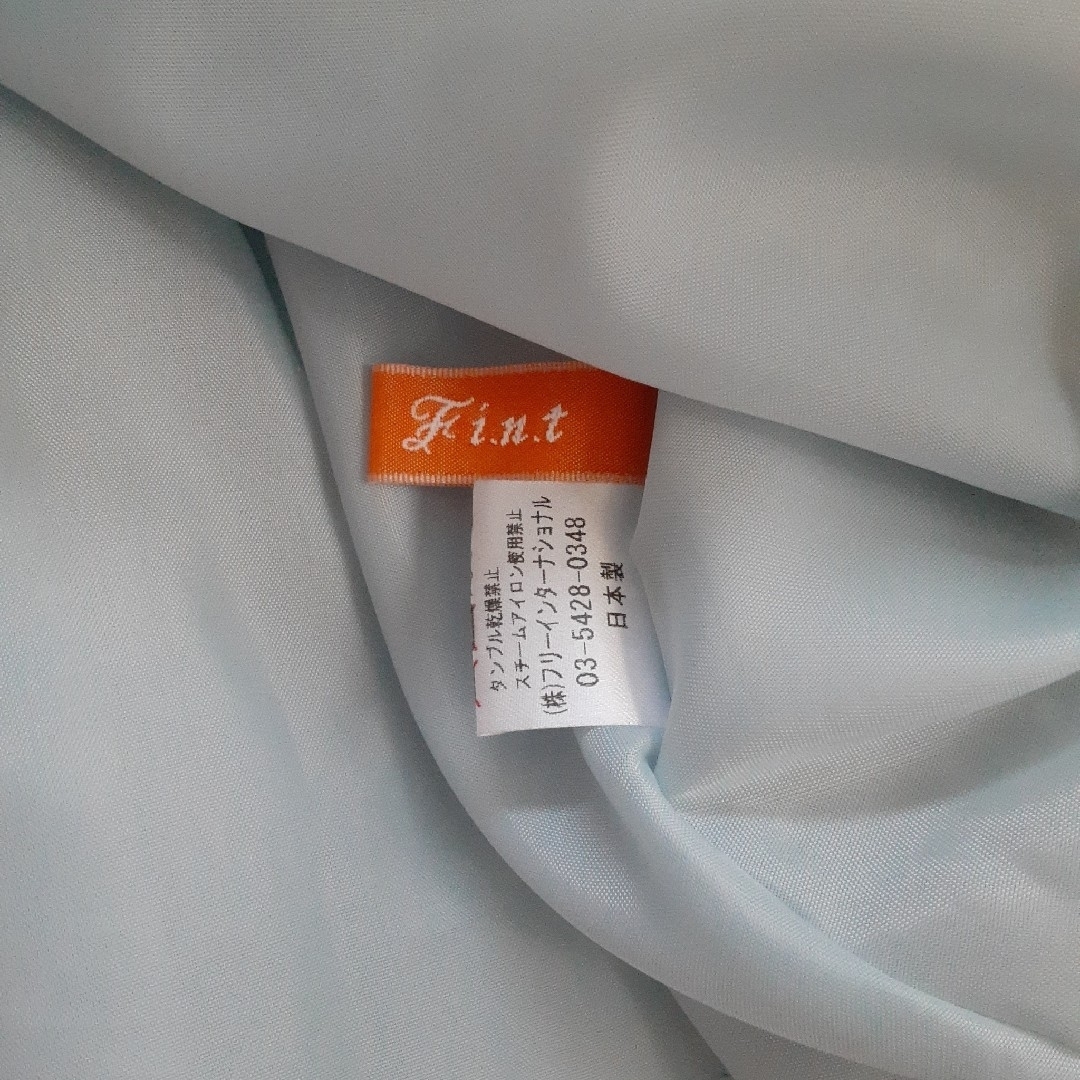 F.i.n.t
タンブル乾燥禁止
スチームアイロン使用禁止
(株)フリーインターナショナル
03-5428-0348
日本製